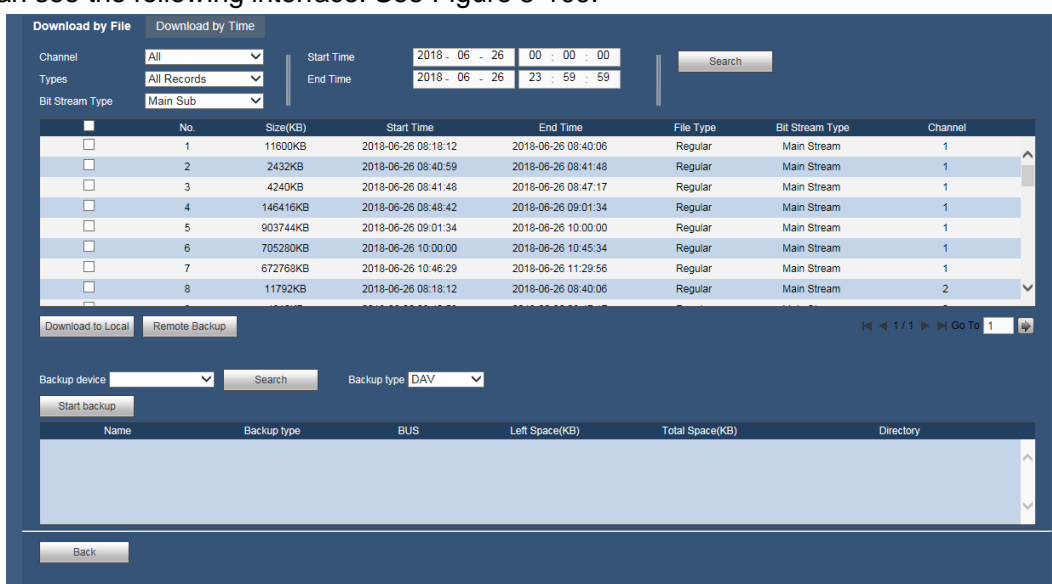 Download by File Download by Time
Channel All Start Time 2018 - 06 - 26 00 : 00 : 00 Search
Types All Records End Time 2018 - 06 - 26 23 : 59 : 59
Bit Stream Type Main Sub
No. Size(KB) Start Time End Time File Type Bit Stream Type Channel
1 11600KB 2018-06-26 08:18:12 2018-06-26 08:40:06 Regular Main Stream 1
2 2432KB 2018-06-26 08:40:59 2018-06-26 08:41:48 Regular Main Stream 1
3 4240KB 2018-06-26 08:41:48 2018-06-26 08:47:17 Regular Main Stream 1
4 146416KB 2018-06-26 08:48:42 2018-06-26 09:01:34 Regular Main Stream 1
5 903744KB 2018-06-26 09:01:34 2018-06-26 10:00:00 Regular Main Stream 1
6 705280KB 2018-06-26 10:00:00 2018-06-26 10:45:34 Regular Main Stream 1
7 672768KB 2018-06-26 10:46:29 2018-06-26 11:29:56 Regular Main Stream 1
8 11792KB 2018-06-26 08:18:12 2018-06-26 08:40:06 Regular Main Stream 2
Download to Local Remote Backup 1 / 1 Go To 1
Backup device Search Backup type DAV
Start backup
Name Backup type BUS Left Space(KB) Total Space(KB) Directory
Back